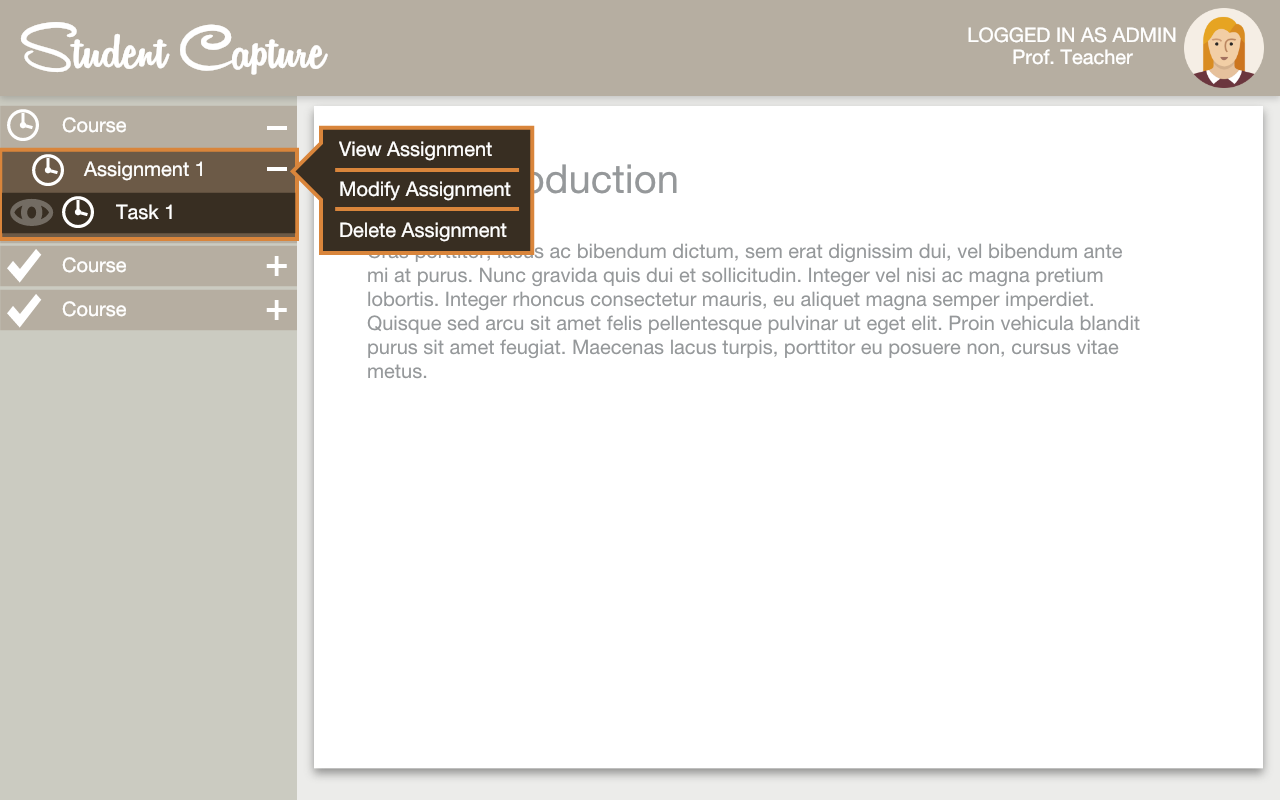 Student Capture
LOGGED IN AS ADMIN
Prof. Teacher
Course
Assignment 1
Task 1
Course
Course
View Assignment
Modify Assignment
Delete Assignment
oduction
ac bibendum dictum, sem erat dignissim dui, vel bibendum ante
mi at purus. Nunc gravida quis dui et sollicitudin. Integer vel nisi ac magna pretium
lobortis. Integer rhoncus consectetur mauris, eu aliquet magna semper imperdiet.
Quisque sed arcu sit amet felis pellentesque pulvinar ut eget elit. Proin vehicula blandit
purus sit amet feugiat. Maecenas lacus turpis, porttitor eu posuere non, cursus vitae
metus.